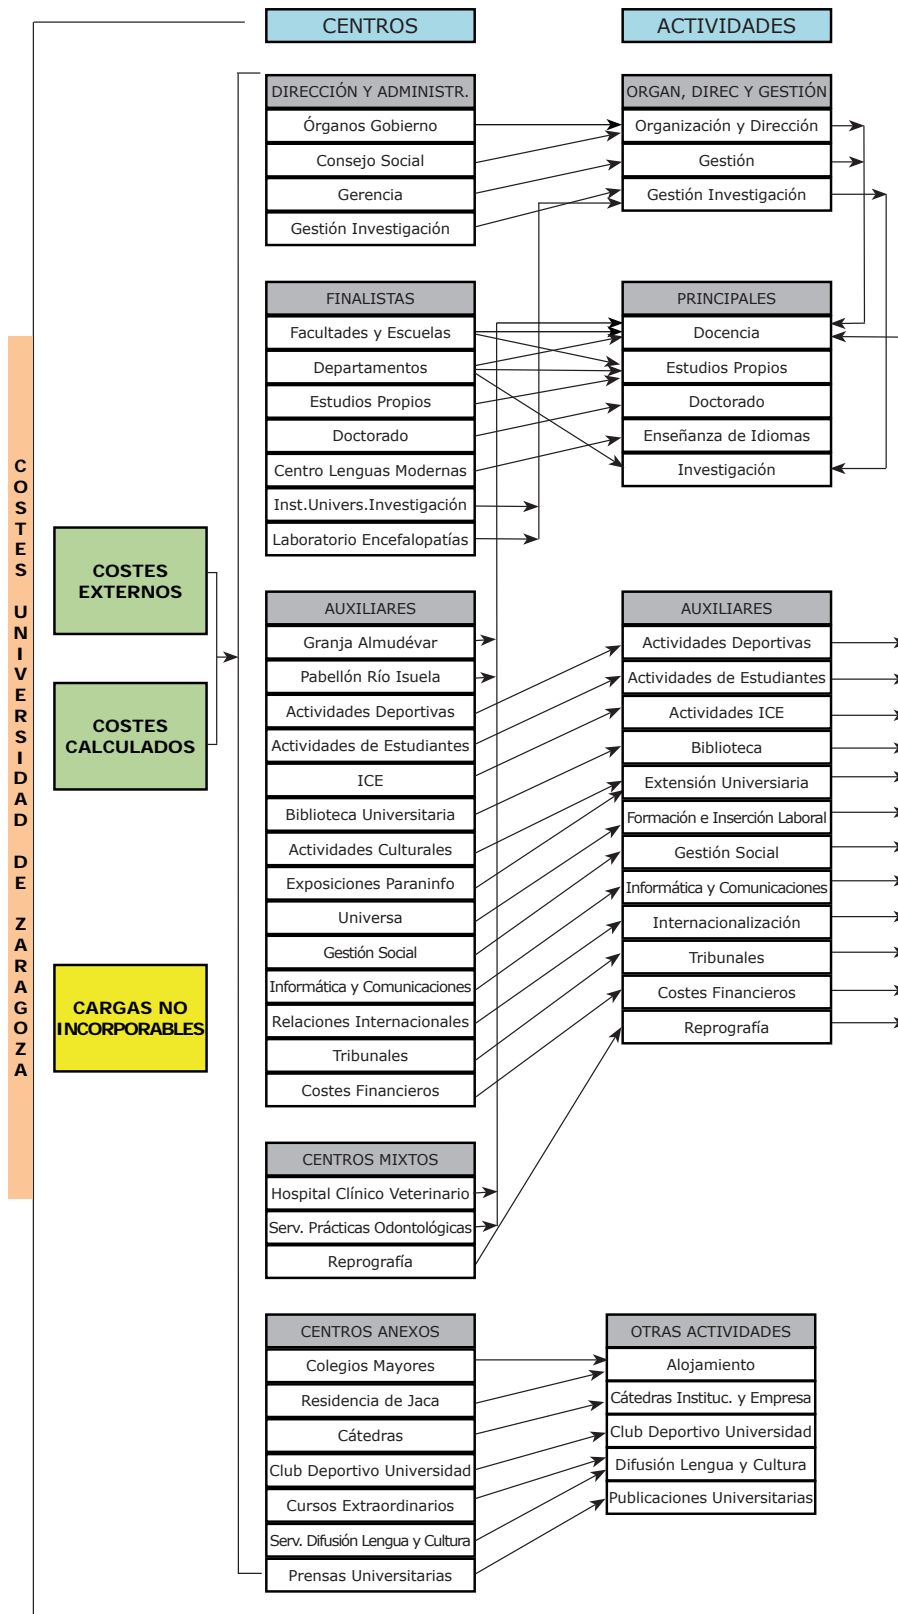 CENTROS
ACTIVIDADES
DIRECCIÓN Y ADMINISTR.
Órganos Gobierno
Consejo Social
Gerencia
Gestión Investigación
ORGAN, DIREC Y GESTIÓN
Organización y Dirección
Gestión
Gestión Investigación
FINALISTAS
Facultades y Escuelas
Departamentos
Estudios Propios
Doctorado
Centro Lenguas Modernas
Inst.Univers.Investigación
Laboratorio Encefalopatías
PRINCIPALES
Docencia
Estudios Propios
Doctorado
Enseñanza de Idiomas
Investigación
COSTES UNIVERSIDAD DE ZARAGOZA
COSTES
EXTERNOS
COSTES
CALCULADOS
CARGAS NO
INCORPORABLES
AUXILIARES
Granja Almudévar
Pabellón Río Isuela
Actividades Deportivas
Actividades de Estudiantes
ICE
Biblioteca Universitaria
Actividades Culturales
Exposiciones Paraninfo
Universa
Gestión Social
Informática y Comunicaciones
Relaciones Internacionales
Tribunales
Costes Financieros
AUXILIARES
Actividades Deportivas
Actividades de Estudiantes
Actividades ICE
Biblioteca
Extensión Universiaria
Formación e Inserción Laboral
Gestión Social
Informática y Comunicaciones
Internacionalización
Tribunales
Costes Financieros
Reprografía
CENTROS MIXTOS
Hospital Clínico Veterinario
Serv. Prácticas Odontológicas
Reprografía
CENTROS ANEXOS
Colegios Mayores
Residencia de Jaca
Cátedras
Club Deportivo Universidad
Cursos Extraordinarios
Serv. Difusión Lengua y Cultura
Prensas Universitarias
OTRAS ACTIVIDADES
Alojamiento
Cátedras Instituc. y Empresa
Club Deportivo Universidad
Difusión Lengua y Cultura
Publicaciones Universitarias